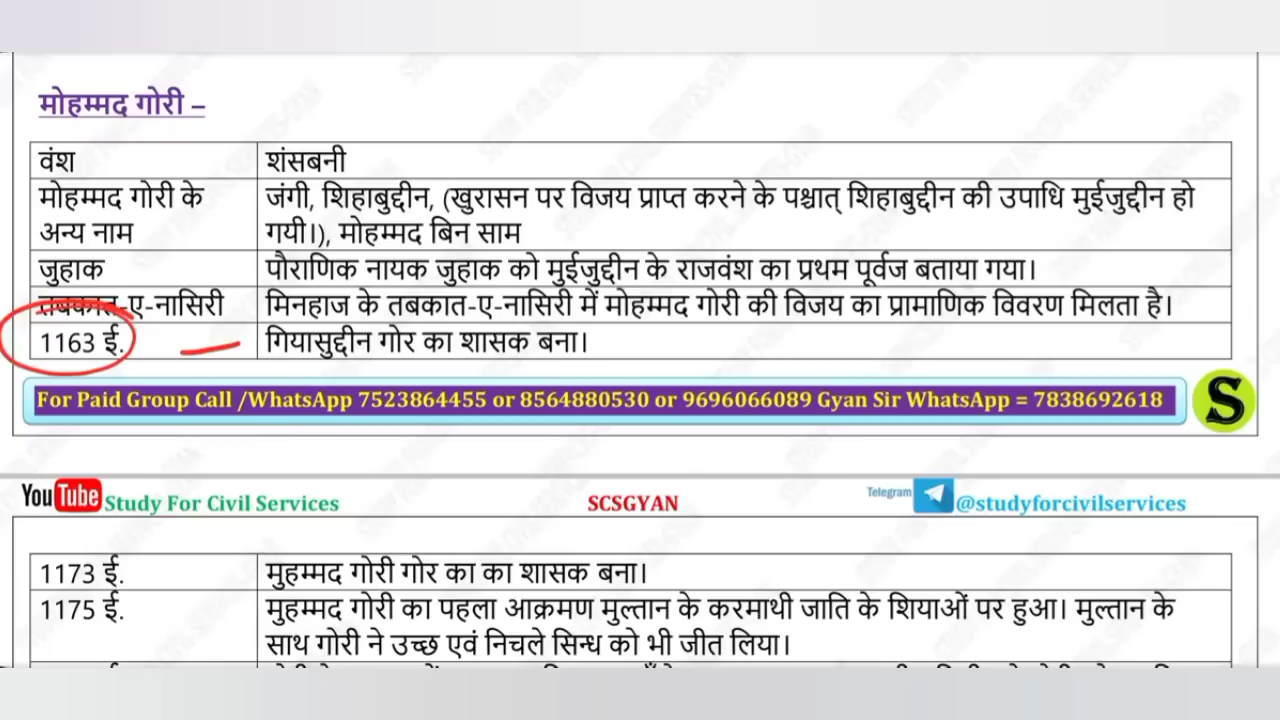 मोहम्मद गोरी –
वंश शंसबनी
मोहम्मद गोरी के जंगी, शिहाबुद्दीन, (खुरासन पर विजय प्राप्त करने के पश्चात् शिहाबुद्दीन की उपाधि मुईजुद्दीन हो
अन्य नाम गयी।), मोहम्मद बिन साम
जुहाक पौराणिक नायक जुहाक को मुईजुद्दीन के राजवंश का प्रथम पूर्वज बताया गया।
तबकात-ए-नासिरी मिनहाज के तबकात-ए-नासिरी में मोहम्मद गोरी की विजय का प्रामाणिक विवरण मिलता है।
1163 ई. गियासुद्दीन गोर का शासक बना।
For Paid Group Call /WhatsApp 7523864455 or 8564880530 or 9696066089 Gyan Sir WhatsApp = 7838692618
S
YouTube Study For Civil Services SCSGYAN Telegram @studyforcivilservices
1173 ई. मुहम्मद गोरी गोर का का शासक बना।
1175 ई. मुहम्मद गोरी का पहला आक्रमण मुल्तान के करमाथी जाति के शियाओं पर हुआ। मुल्तान के
साथ गोरी ने उच्छ एवं निचले सिन्ध को भी जीत लिया।